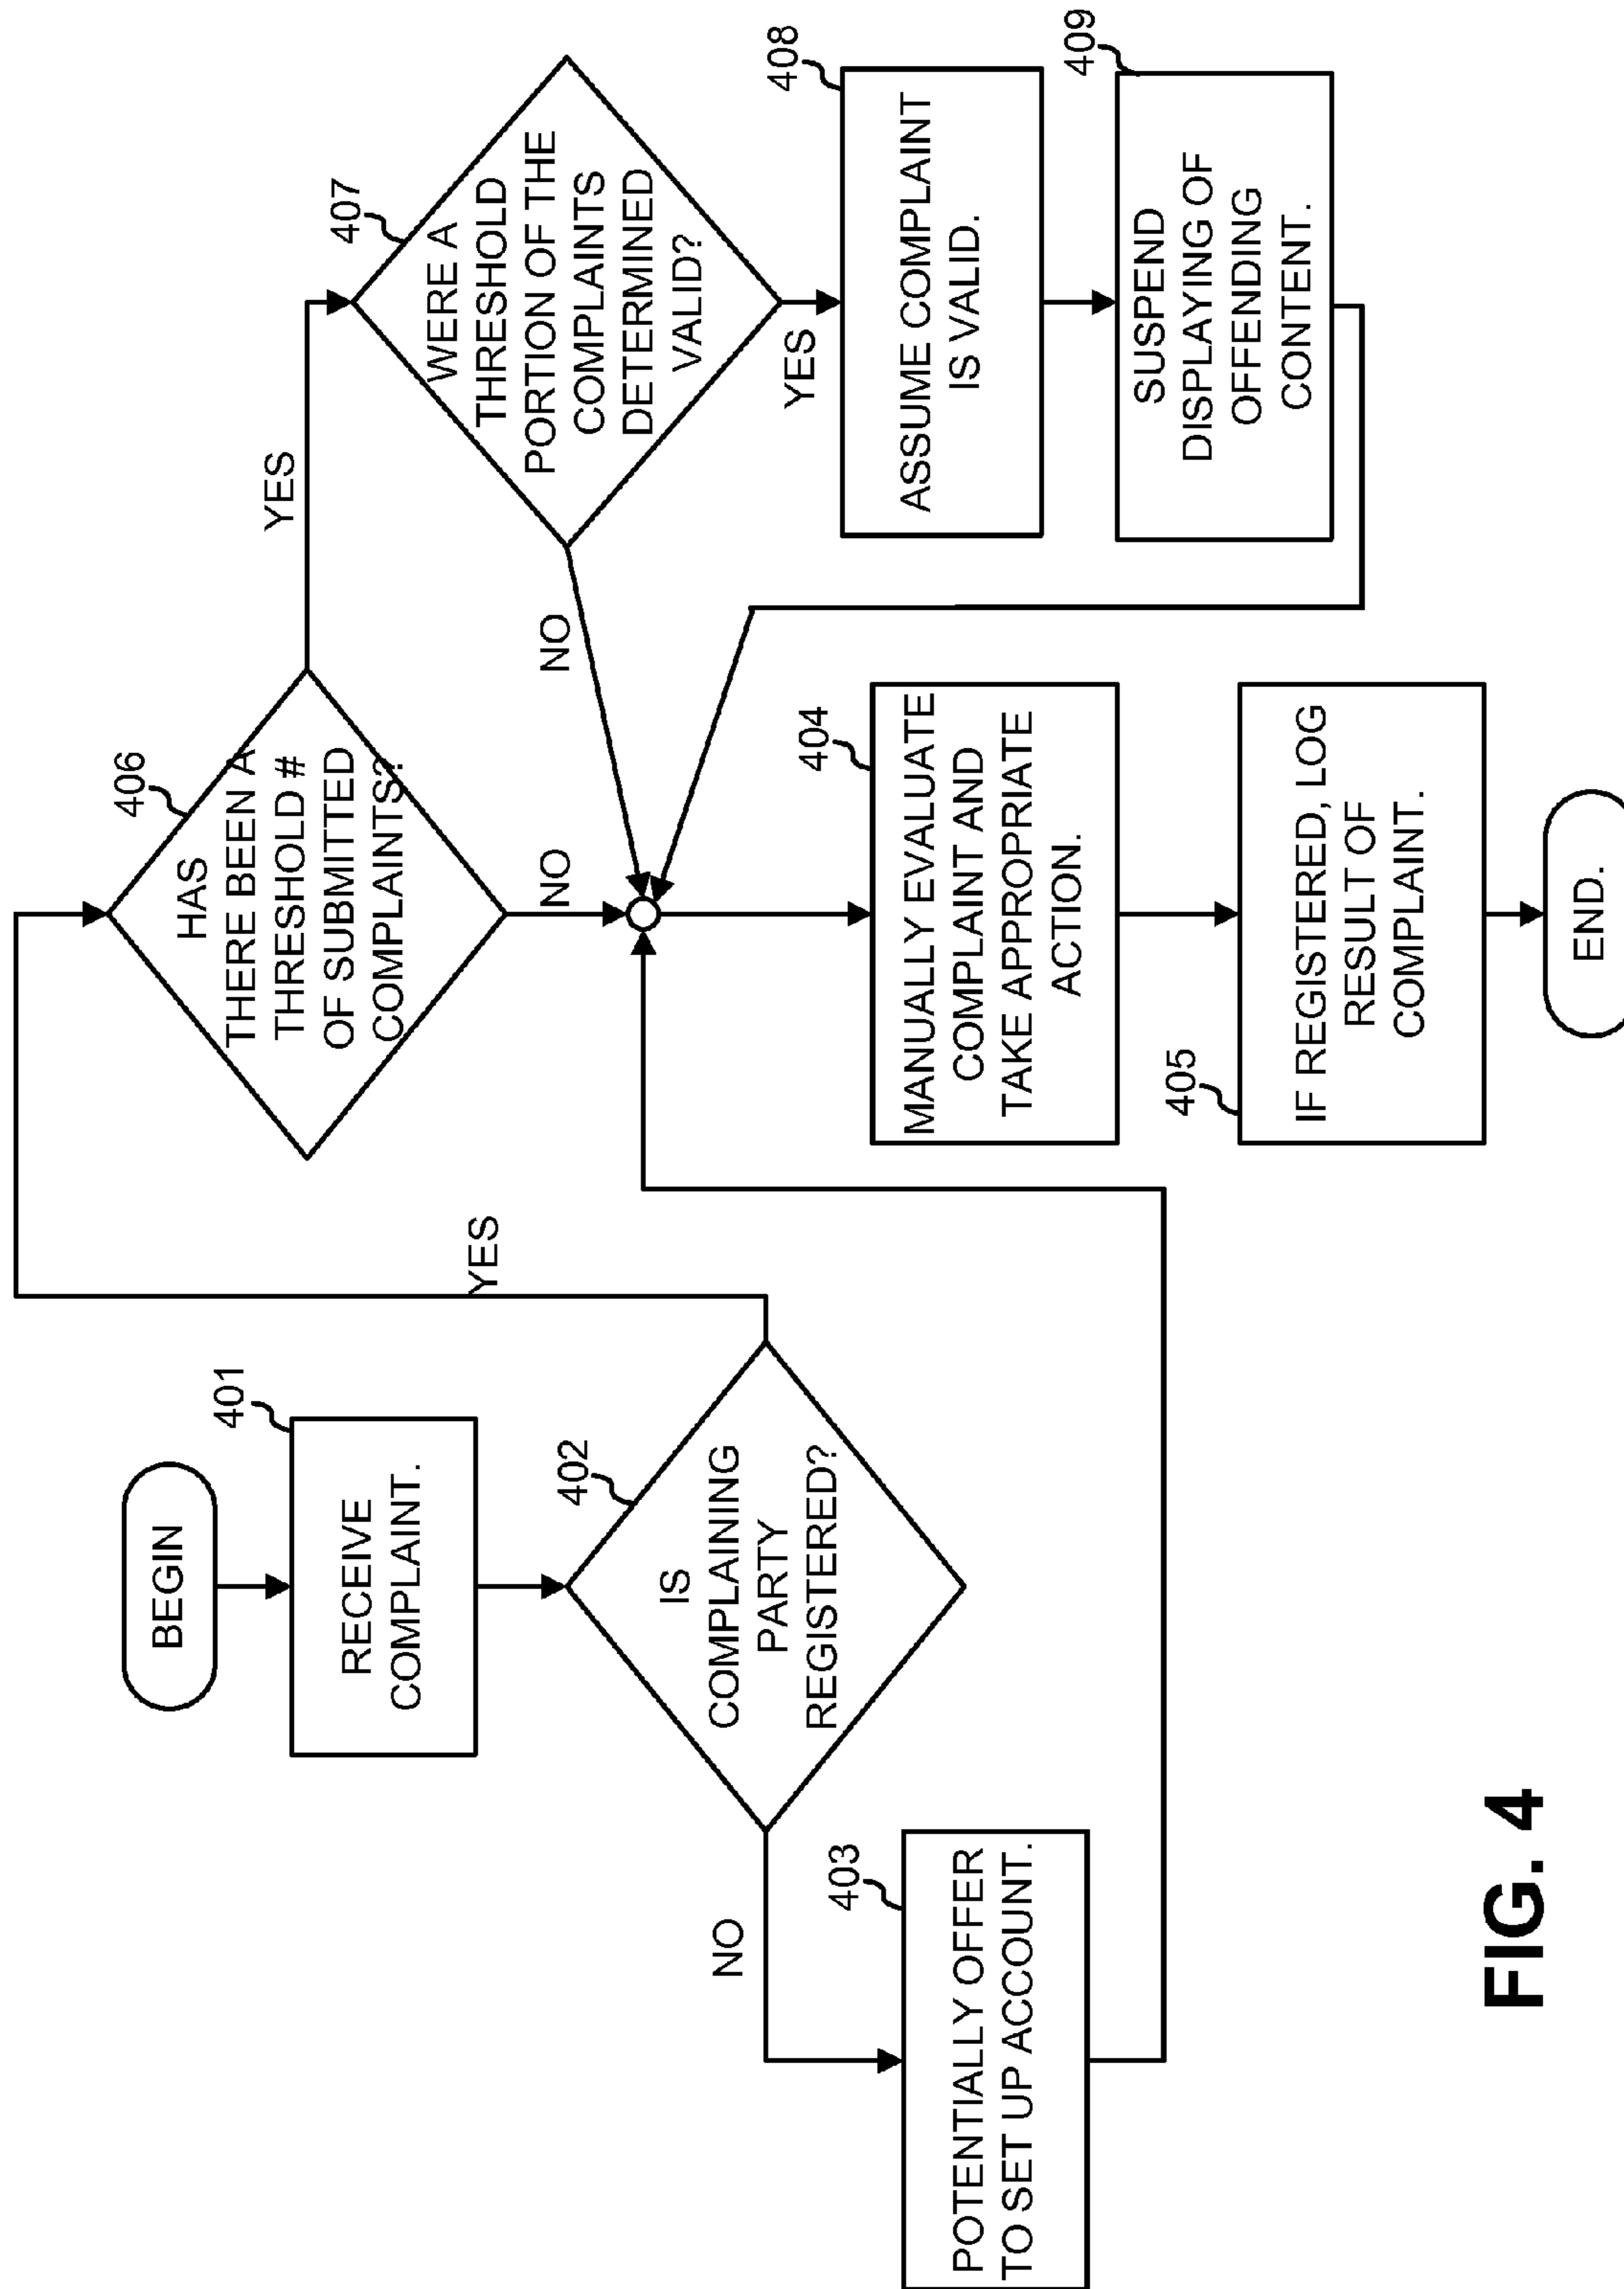 BEGIN
401
RECEIVE
COMPLAINT.
402
IS
COMPLAINING
PARTY
REGISTERED?
NO
YES
403
POTENTIALLY OFFER
TO SET UP ACCOUNT.
406
HAS
THERE BEEN A
THRESHOLD #
OF SUBMITTED
COMPLAINTS?
YES
NO
407
WERE A
THRESHOLD
PORTION OF THE
COMPLAINTS
DETERMINED
VALID?
NO
YES
408
ASSUME COMPLAINT
IS VALID.
409
SUSPEND
DISPLAYING OF
OFFENDING
CONTENT.
404
MANUALLY EVALUATE
COMPLAINT AND
TAKE APPROPRIATE
ACTION.
405
IF REGISTERED, LOG
RESULT OF
COMPLAINT.
END.
FIG. 4